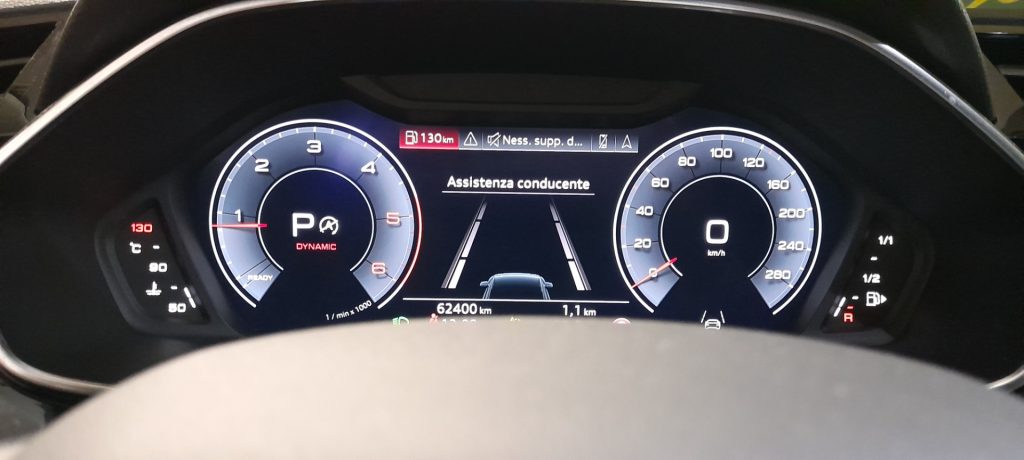 130 km Ness. supp. d...
Assistenza conducente
1 2 3 4 5 6
READY
P
DYNAMIC
1 / min x 1000
0 20 40 60 80 100 120 160 200 240 280
0
km/h
130
°C
90
50
1/1
1/2
R
62400 km 1,1 km